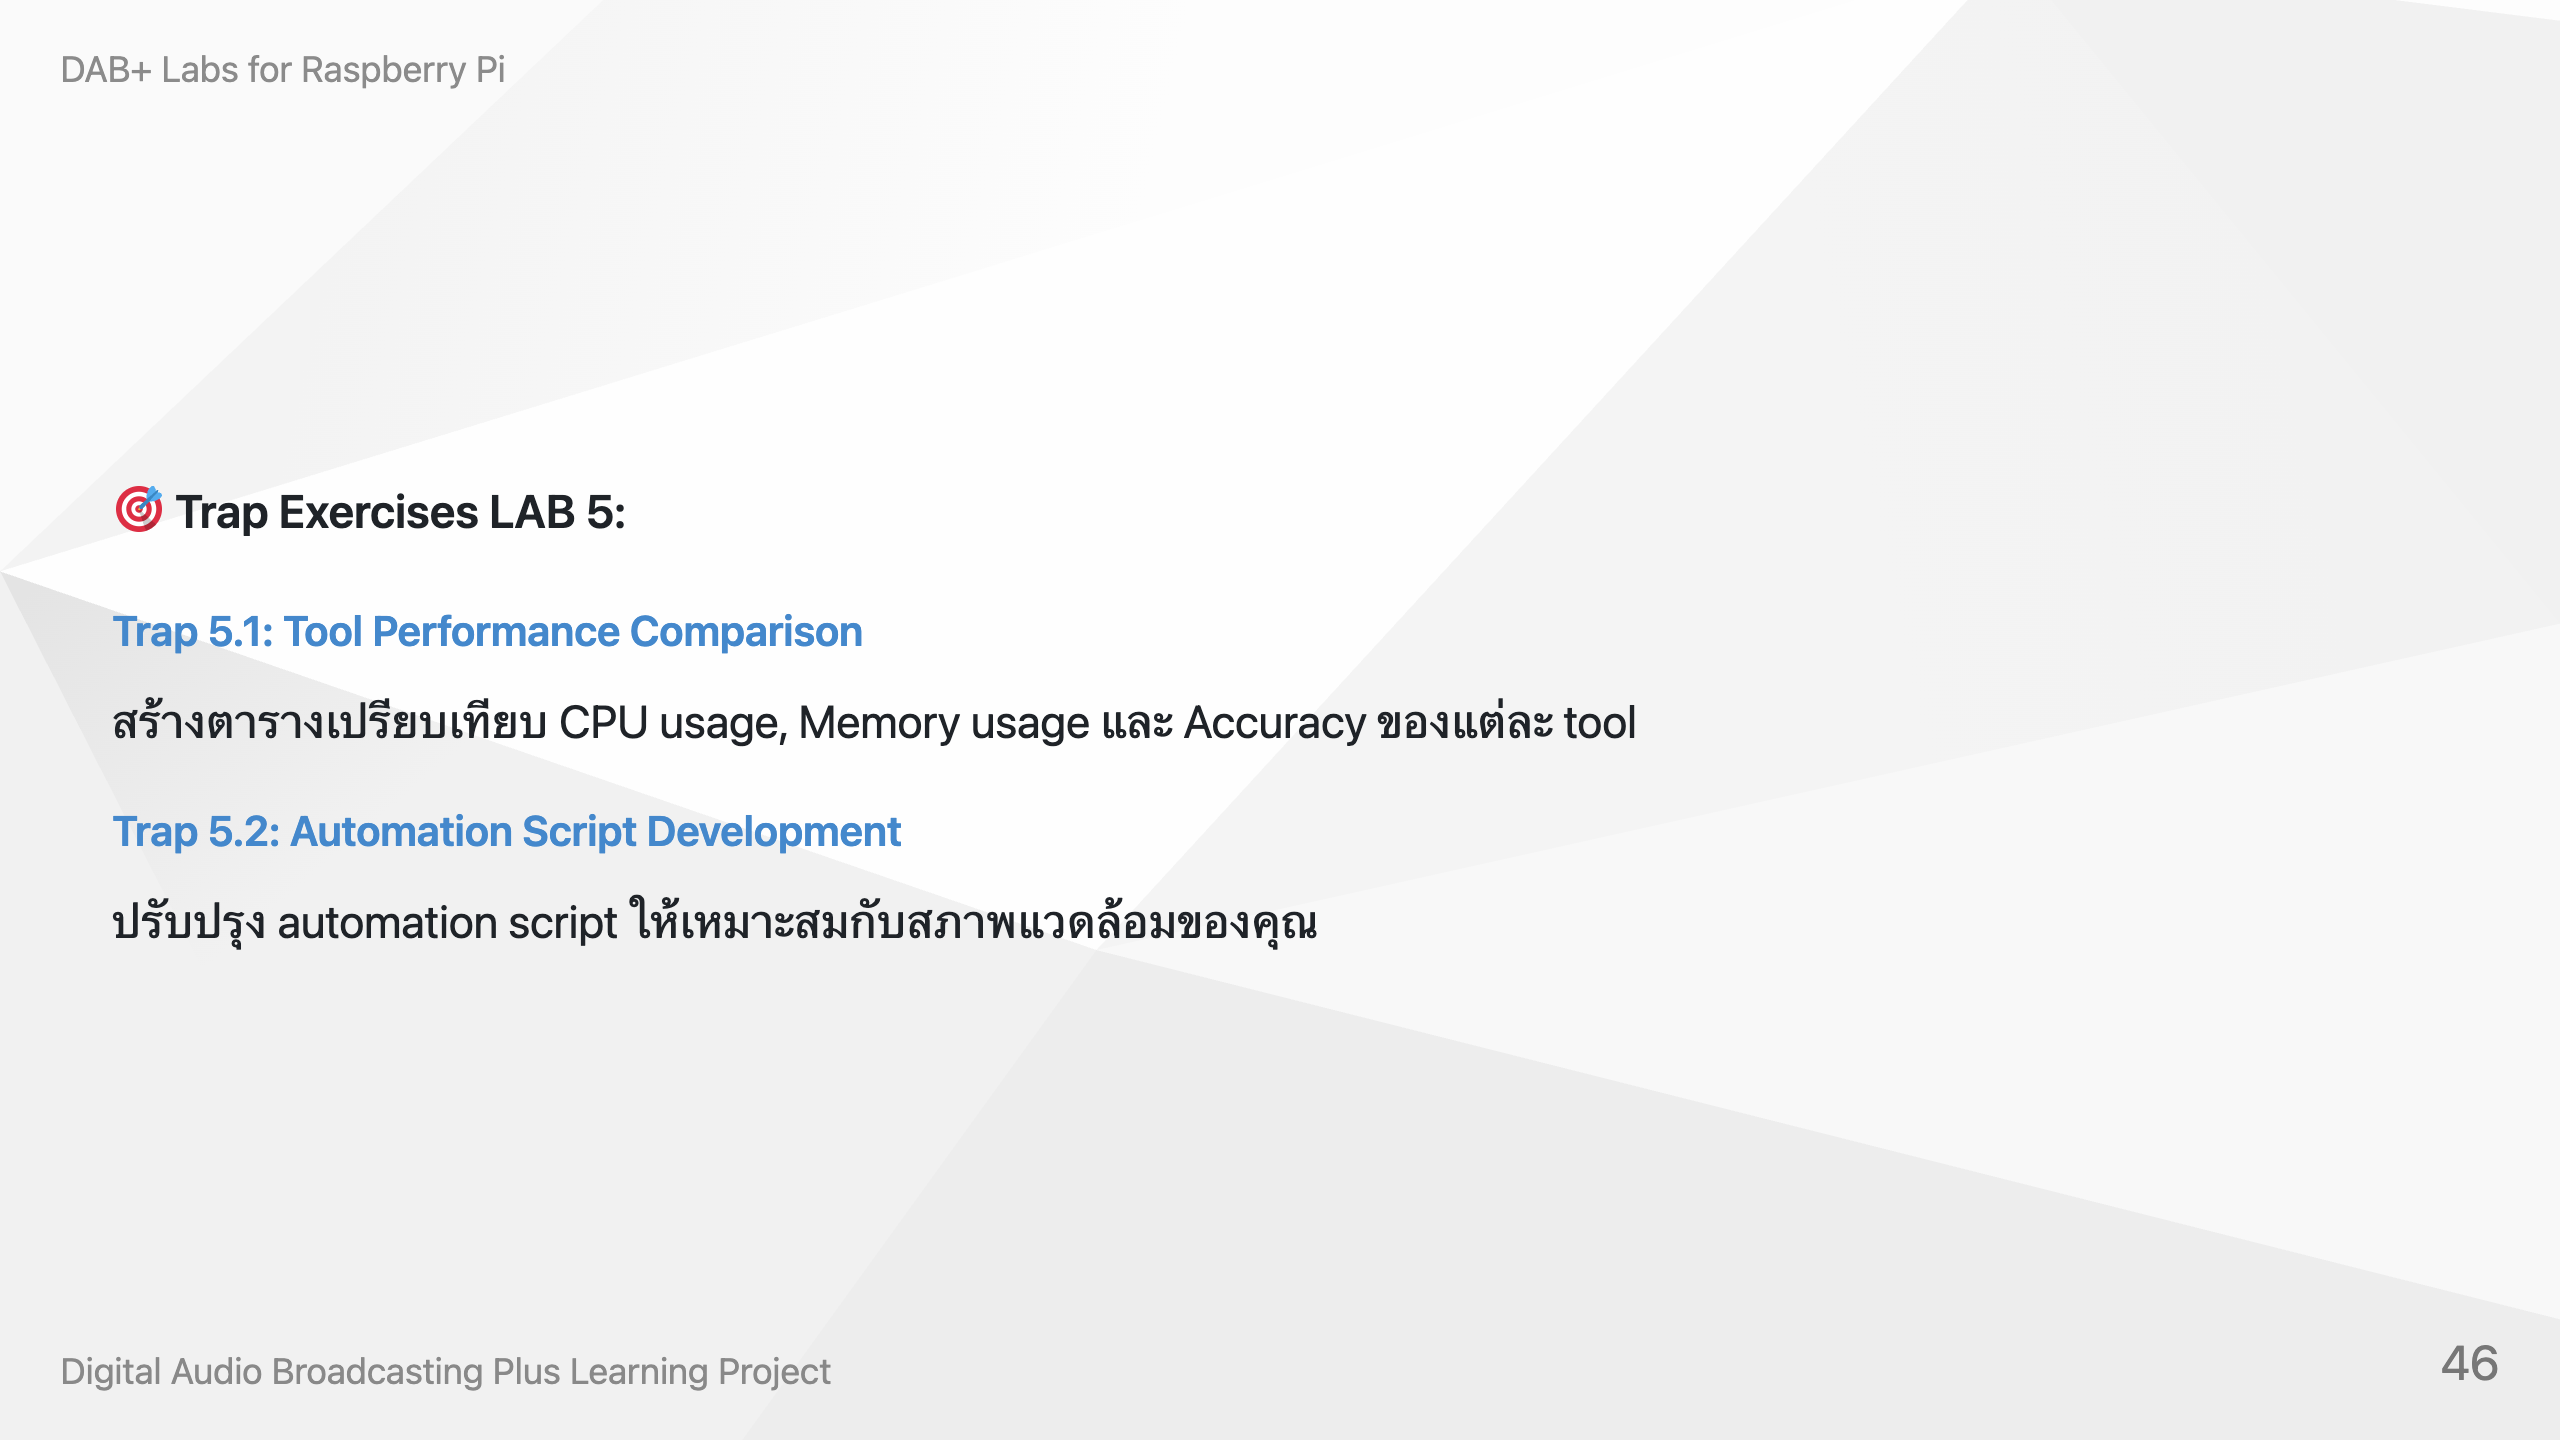 DAB+ Labs for Raspberry Pi
🎯 Trap Exercises LAB 5:
Trap 5.1: Tool Performance Comparison
สร้างตารางเปรียบเทียบ CPU usage, Memory usage และ Accuracy ของแต่ละ tool
Trap 5.2: Automation Script Development
ปรับปรุง automation script ให้เหมาะสมกับสภาพแวดล้อมของคุณ
Digital Audio Broadcasting Plus Learning Project
46